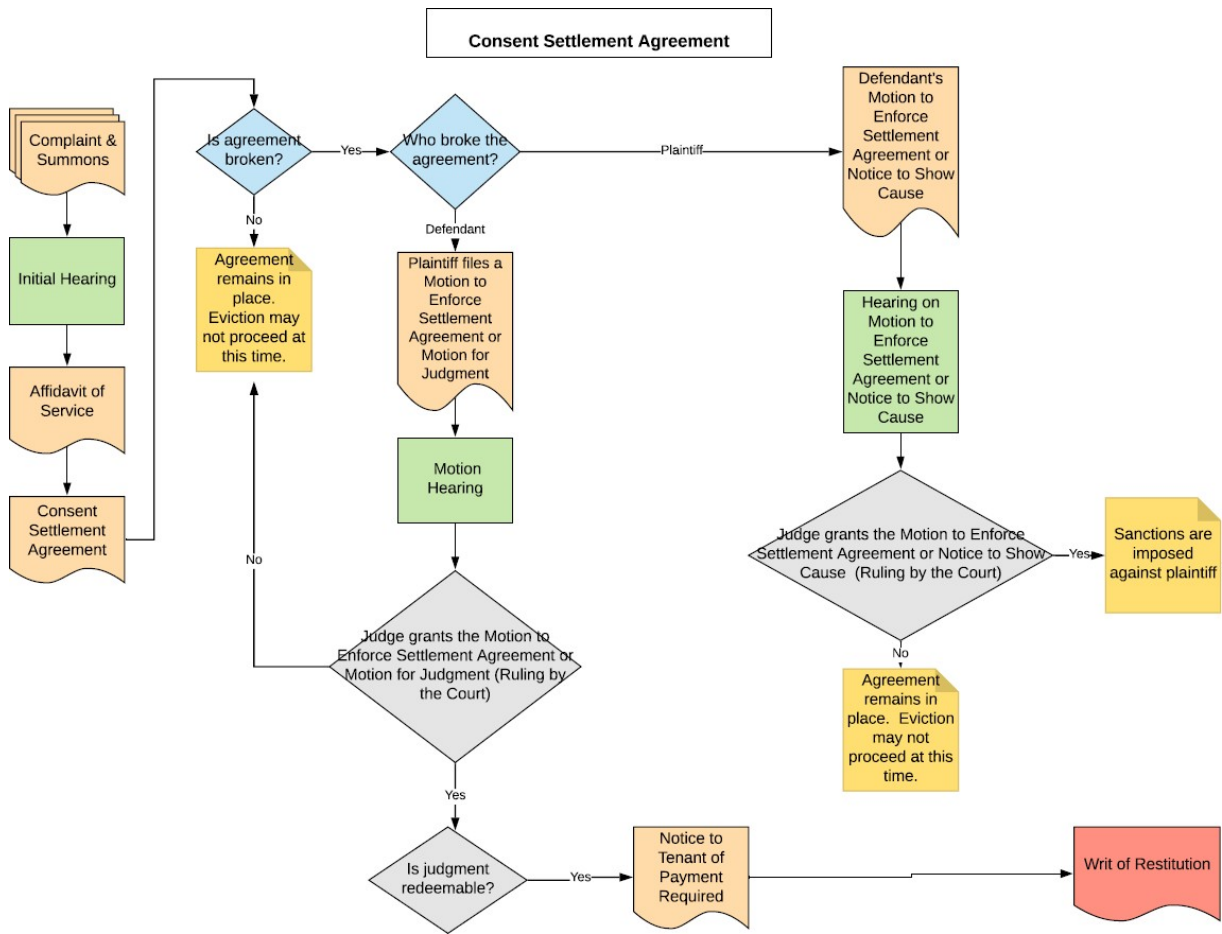 Consent Settlement Agreement
Complaint &
Summons
Initial Hearing
Affidavit of
Service
Consent
Settlement
Agreement
Is agreement
broken?
Yes
No
Agreement
remains in
place.
Eviction may
not proceed at
this time.
Who broke the
agreement?
Plaintiff
Defendant
Plaintiff files a
Motion to
Enforce
Settlement
Agreement or
Motion for
Judgment
Motion
Hearing
Judge grants the Motion to
Enforce Settlement Agreement or
Motion for Judgment (Ruling by
the Court)
No
Yes
Is judgment
redeemable?
Yes
Notice to
Tenant of
Payment
Required
Writ of Restitution
Defendant's
Motion to
Enforce
Settlement
Agreement or
Notice to Show
Cause
Hearing on
Motion to
Enforce
Settlement
Agreement or
Notice to Show
Cause
Judge grants the Motion to Enforce
Settlement Agreement or Notice to Show
Cause (Ruling by the Court)
Yes
Sanctions are
imposed
against plaintiff
No
Agreement
remains in
place. Eviction
may not
proceed at this
time.